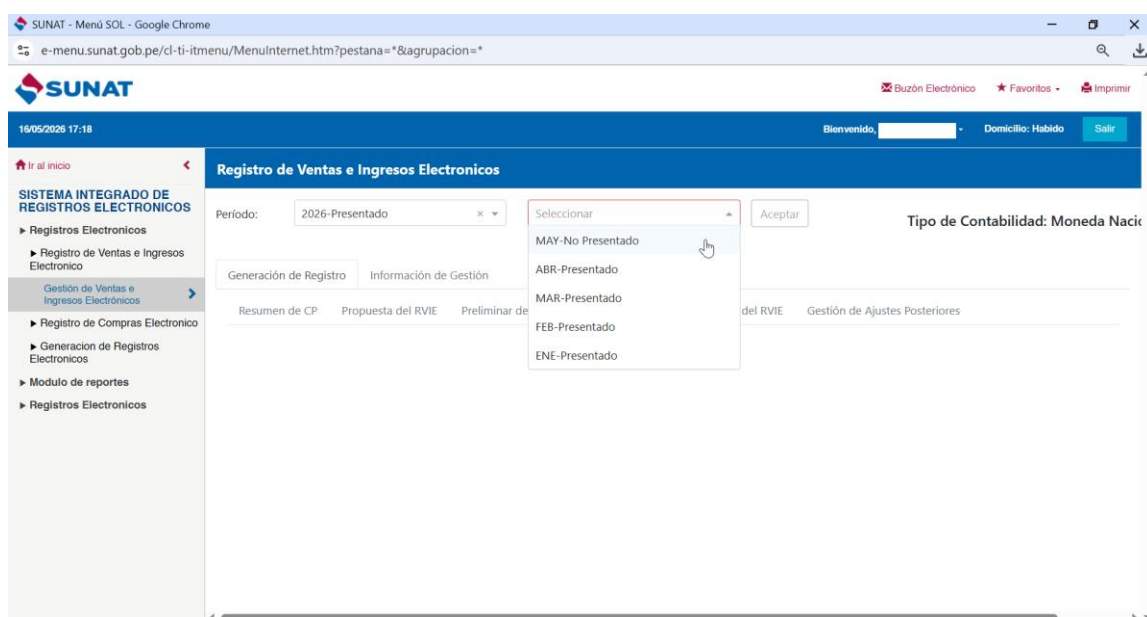 SUNAT - Menú SOL - Google Chrome
e-menu.sunat.gob.pe/cl-ti-itmenu/MenuInternet.htm?pestana=*&agrupacion=*
SUNAT
Buzón Electrónico Favoritos Imprimir
16/05/2026 17:18 Bienvenido, Domicilio: Habido Salir
Ir al inicio
Registro de Ventas e Ingresos Electronicos
SISTEMA INTEGRADO DE
REGISTROS ELECTRONICOS
Registros Electronicos
Registro de Ventas e Ingresos
Electronico
Gestión de Ventas e
Ingresos Electrónicos
Registro de Compras Electronico
Generacion de Registros
Electronicos
Modulo de reportes
Registros Electronicos
Período: 2026-Presentado Seleccionar Aceptar
Tipo de Contabilidad: Moneda Nacic
MAY-No Presentado
ABR-Presentado
MAR-Presentado
FEB-Presentado
ENE-Presentado
Generación de Registro Información de Gestión
Resumen de CP Propuesta del RVIE Preliminar de del RVIE Gestión de Ajustes Posteriores